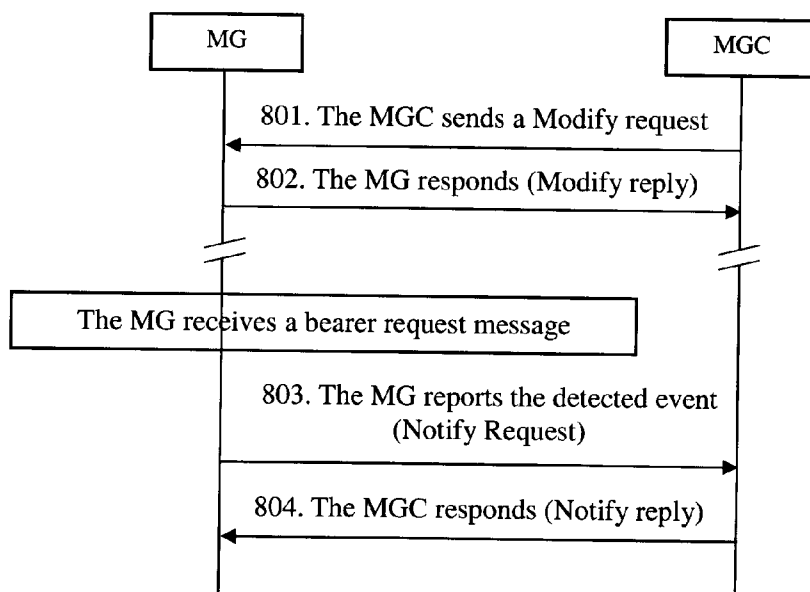 MG
MGC
801. The MGC sends a Modify request
802. The MG responds (Modify reply)
The MG receives a bearer request message
803. The MG reports the detected event
(Notify Request)
804. The MGC responds (Notify reply)